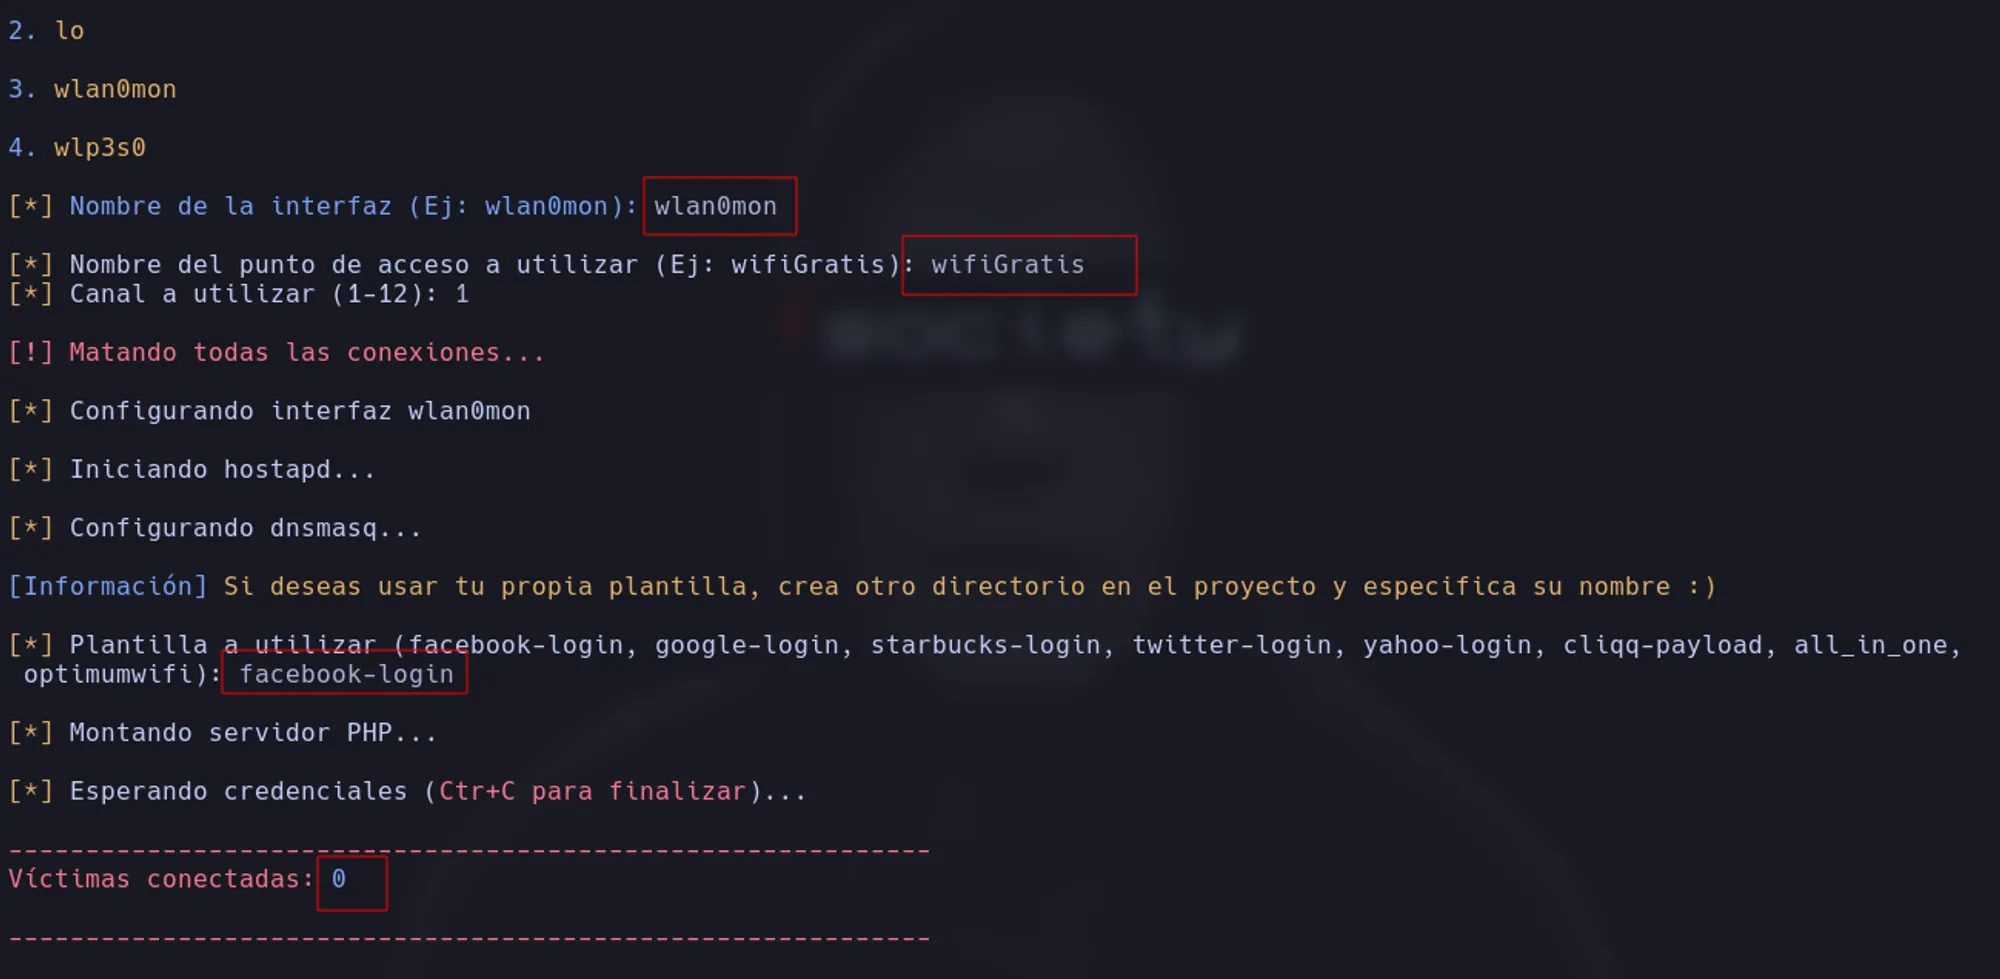 2. lo
3. wlan0mon
4. wlp3s0
[*] Nombre de la interfaz (Ej: wlan0mon): wlan0mon
[*] Nombre del punto de acceso a utilizar (Ej: wifiGratis): wifiGratis
[*] Canal a utilizar (1-12): 1
society
[!] Matando todas las conexiones...
[*] Configurando interfaz wlan0mon
[*] Iniciando hostapd...
[*] Configurando dnsmasq...
[Información] Si deseas usar tu propia plantilla, crea otro directorio en el proyecto y especifica su nombre :)
[*] Plantilla a utilizar (facebook-login, google-login, starbucks-login, twitter-login, yahoo-login, cliqq-payload, all_in_one,
optimumwifi): facebook-login
[*] Montando servidor PHP...
[*] Esperando credenciales (Ctr+C para finalizar)...
------------------------------------------------------------
Víctimas conectadas: 0
------------------------------------------------------------